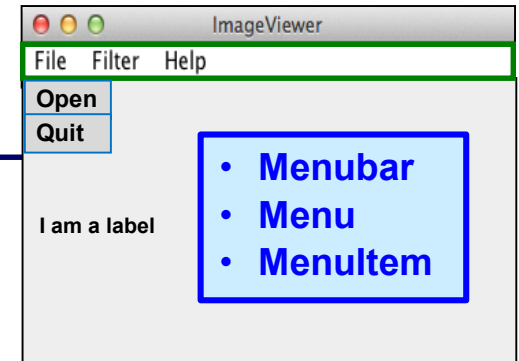 ImageViewer
File Filter Help
Open
Quit
I am a label
• Menubar
• Menu
• MenuItem